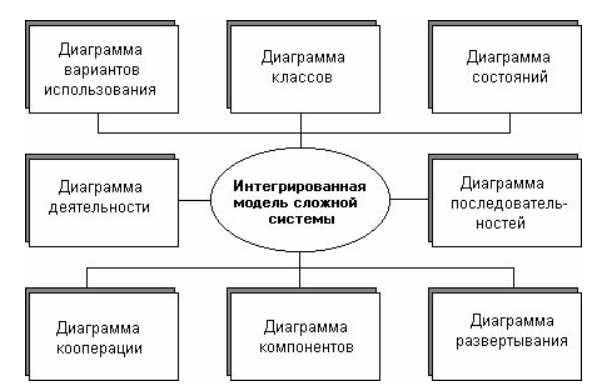 Диаграмма
вариантов
использования
Диаграмма
классов
Диаграмма
состояний
Диаграмма
деятельности
Интегрированная
модель сложной
системы
Диаграмма
последователь-
ностей
Диаграмма
кооперации
Диаграмма
компонентов
Диаграмма
развертывания